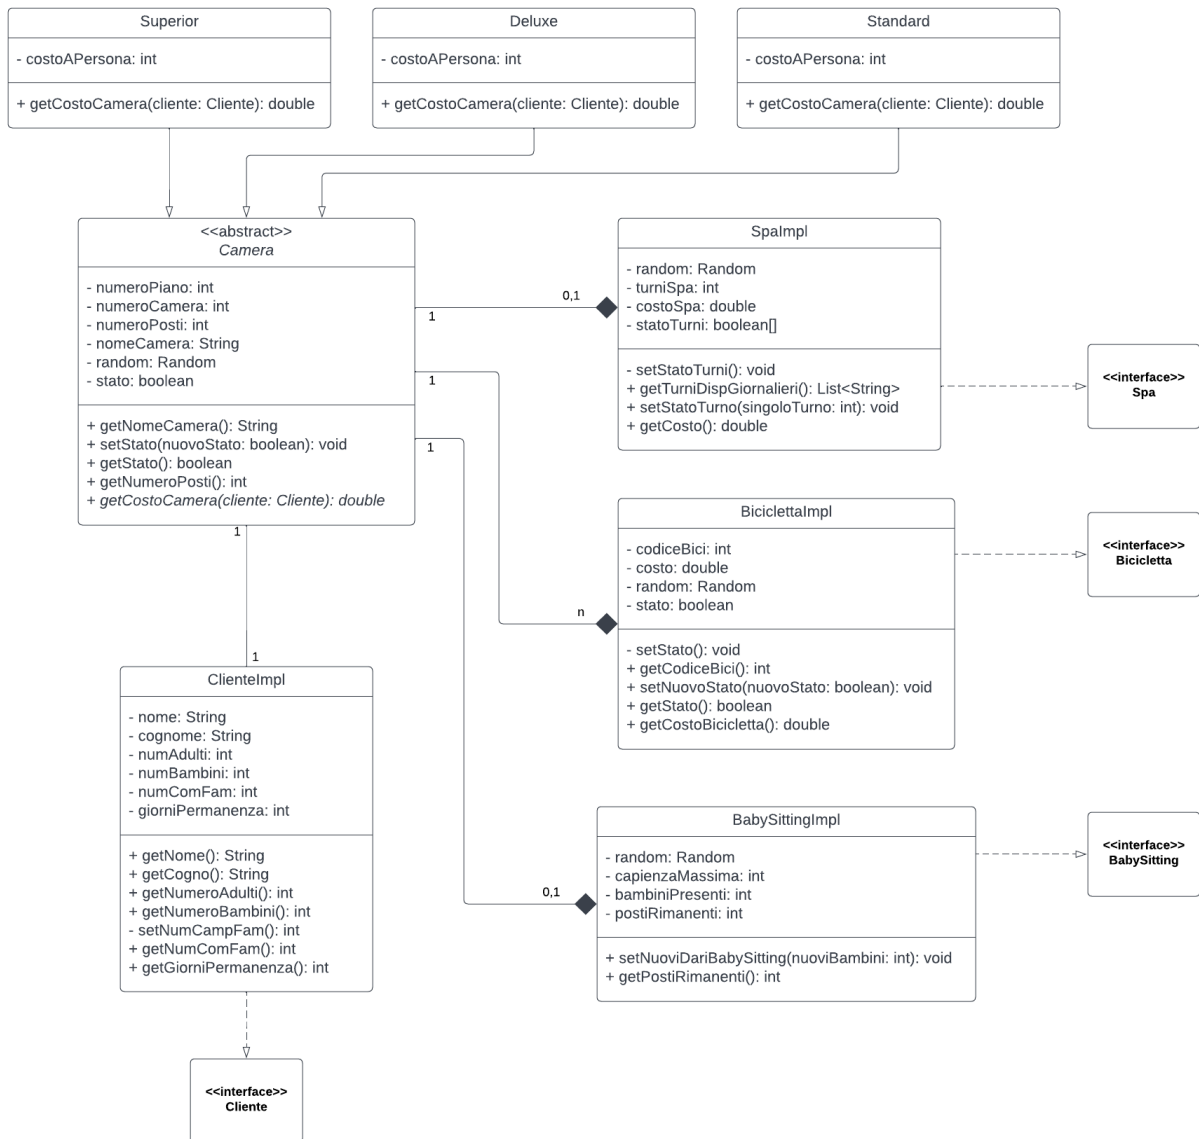 Superior
- costoAPersona: int
+ getCostoCamera(cliente: Cliente): double
Deluxe
- costoAPersona: int
+ getCostoCamera(cliente: Cliente): double
Standard
- costoAPersona: int
+ getCostoCamera(cliente: Cliente): double
<<abstract>>
Camera
- numeroPiano: int
- numeroCamera: int
- numeroPosti: int
- nomeCamera: String
- random: Random
- stato: boolean
+ getNomeCamera(): String
+ setStato(nuovoStato: boolean): void
+ getStato(): boolean
+ getNumeroPosti(): int
+ getCostoCamera(cliente: Cliente): double
1
0,1
1
n
1
0,1
1
1
SpaImpl
- random: Random
- turniSpa: int
- costoSpa: double
- statoTurni: boolean[]
- setStatoTurni(): void
+ getTurniDispGiornalieri(): List<String>
+ setStatoTurno(singoloTurno: int): void
+ getCosto(): double
<<interface>>
Spa
BiciclettaImpl
- codiceBici: int
- costo: double
- random: Random
- stato: boolean
- setStato(): void
+ getCodiceBici(): int
+ setNuovoStato(nuovoStato: boolean): void
+ getStato(): boolean
+ getCostoBicicletta(): double
<<interface>>
Bicicletta
ClienteImpl
- nome: String
- cognome: String
- numAdulti: int
- numBambini: int
- numComFam: int
- giorniPermanenza: int
+ getNome(): String
+ getCogno(): String
+ getNumeroAdulti(): int
+ getNumeroBambini(): int
- setNumCampFam(): int
+ getNumComFam(): int
+ getGiorniPermanenza(): int
BabySittingImpl
- random: Random
- capienzaMassima: int
- bambiniPresenti: int
- postiRimanenti: int
+ setNuoviDariBabySitting(nuoviBambini: int): void
+ getPostiRimanenti(): int
<<interface>>
BabySitting
<<interface>>
Cliente